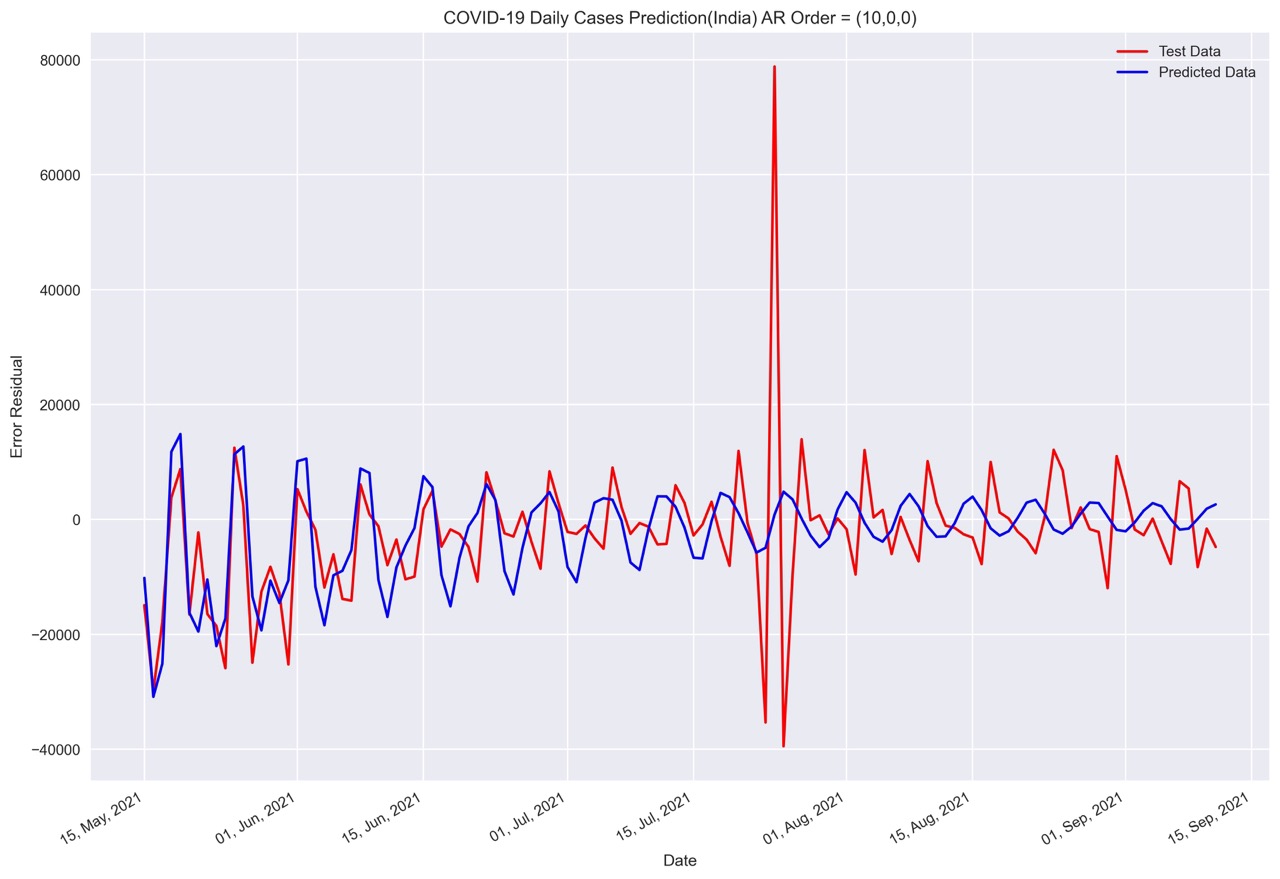 COVID-19 Daily Cases Prediction(India) AR Order = (10,0,0)
Test Data
Predicted Data
80000
60000
40000
20000
0
−20000
−40000
Error Residual
15, May, 2021
01, Jun, 2021
15, Jun, 2021
01, Jul, 2021
15, Jul, 2021
01, Aug, 2021
15, Aug, 2021
01, Sep, 2021
15, Sep, 2021
Date